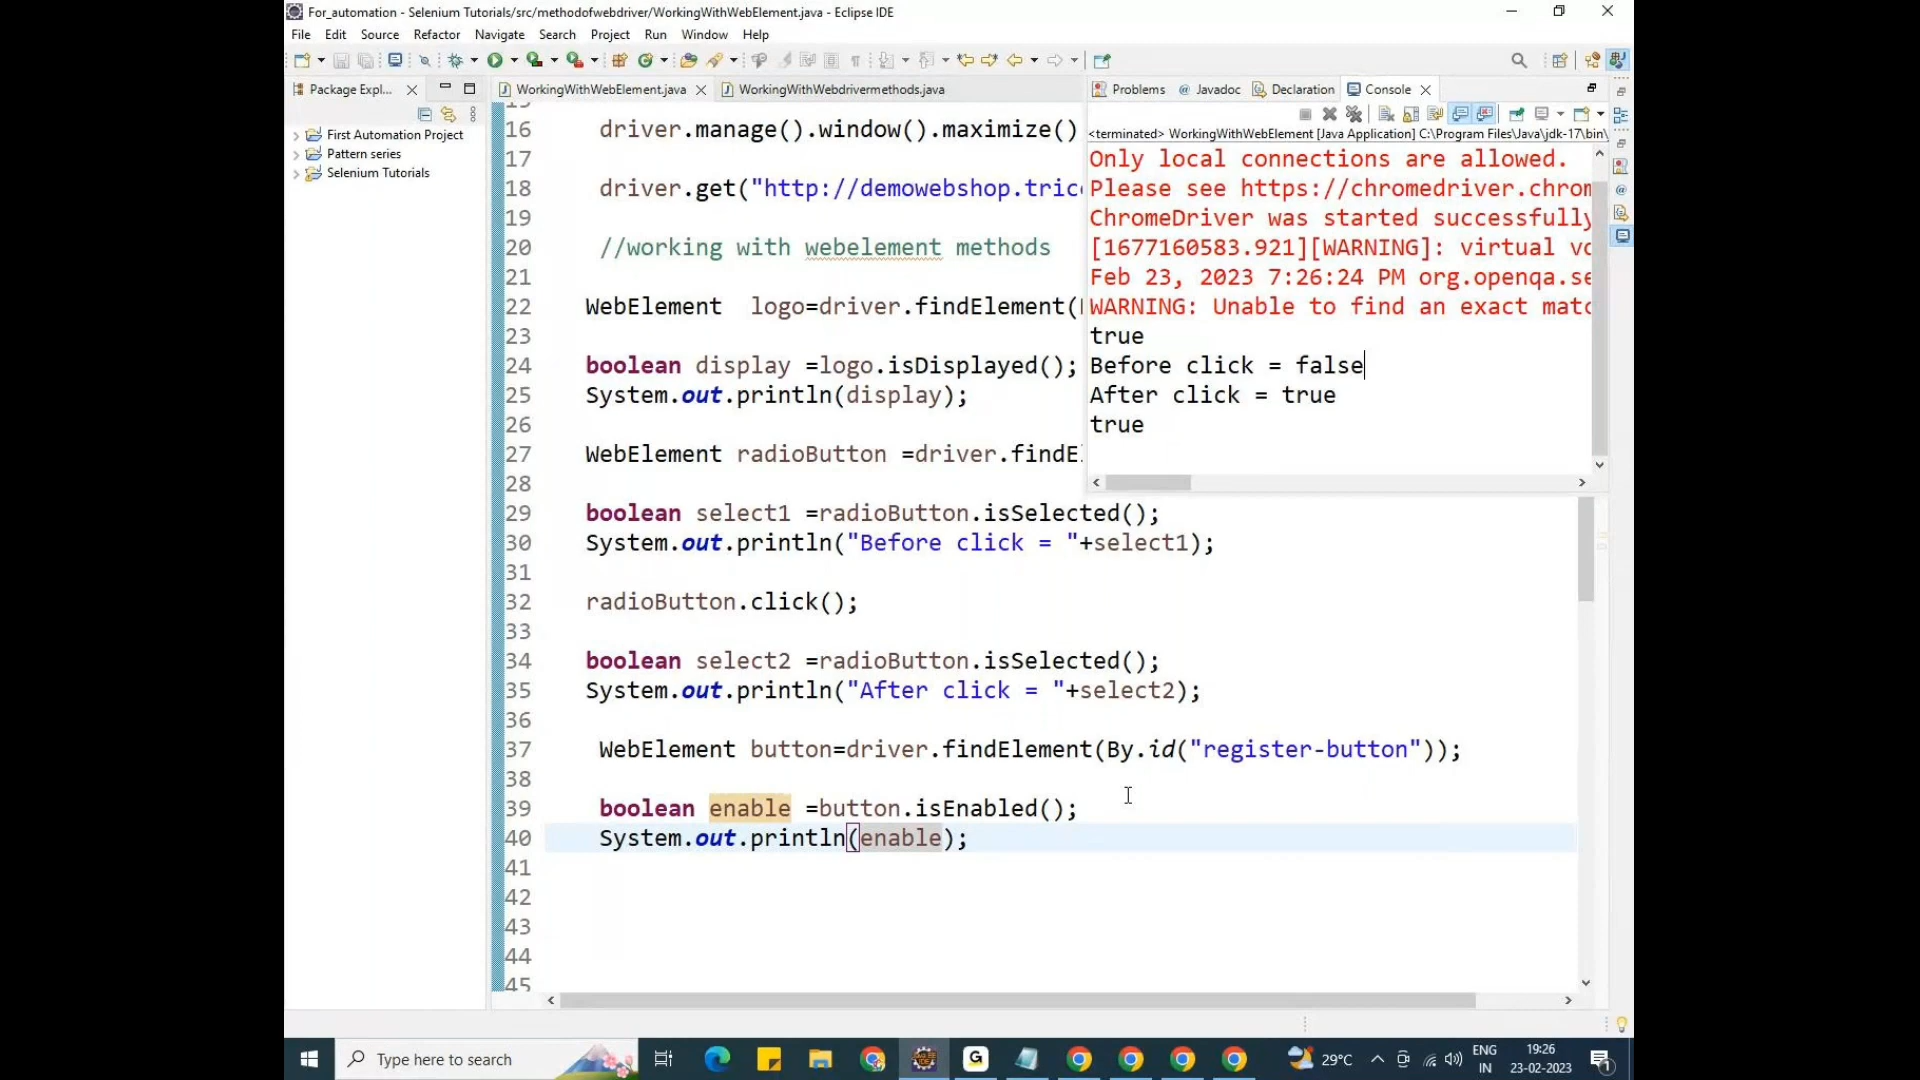 For_automation - Selenium Tutorials/src/methodofwebdriver/WorkingWithWebElement.java - Eclipse IDE
File Edit Source Refactor Navigate Search Project Run Window Help
Package Expl...
First Automation Project
Pattern series
Selenium Tutorials
WorkingWithWebElement.java
WorkingWithWebdrivermethods.java
15
16 driver.manage().window().maximize()
17
18 driver.get("http://demowebshop.trice
19
20 //working with webelement methods
21
22 WebElement logo=driver.findElement(
23
24 boolean display =logo.isDisplayed();
25 System.out.println(display);
26
27 WebElement radioButton =driver.findE
28
29 boolean select1 =radioButton.isSelected();
30 System.out.println("Before click = "+select1);
31
32 radioButton.click();
33
34 boolean select2 =radioButton.isSelected();
35 System.out.println("After click = "+select2);
36
37 WebElement button=driver.findElement(By.id("register-button"));
38
39 boolean enable =button.isEnabled();
40 System.out.println(enable);
41
42
43
44
45
Problems Javadoc Declaration Console
<terminated> WorkingWithWebElement [Java Application] C:\Program Files\Java\jdk-17\bin\
Only local connections are allowed.
Please see https://chromedriver.chrom
ChromeDriver was started successfully
[1677160583.921][WARNING]: virtual vo
Feb 23, 2023 7:26:24 PM org.openqa.se
WARNING: Unable to find an exact matc
true
Before click = false
After click = true
true
Type here to search
29°C
ENG
IN
19:26
23-02-2023
1